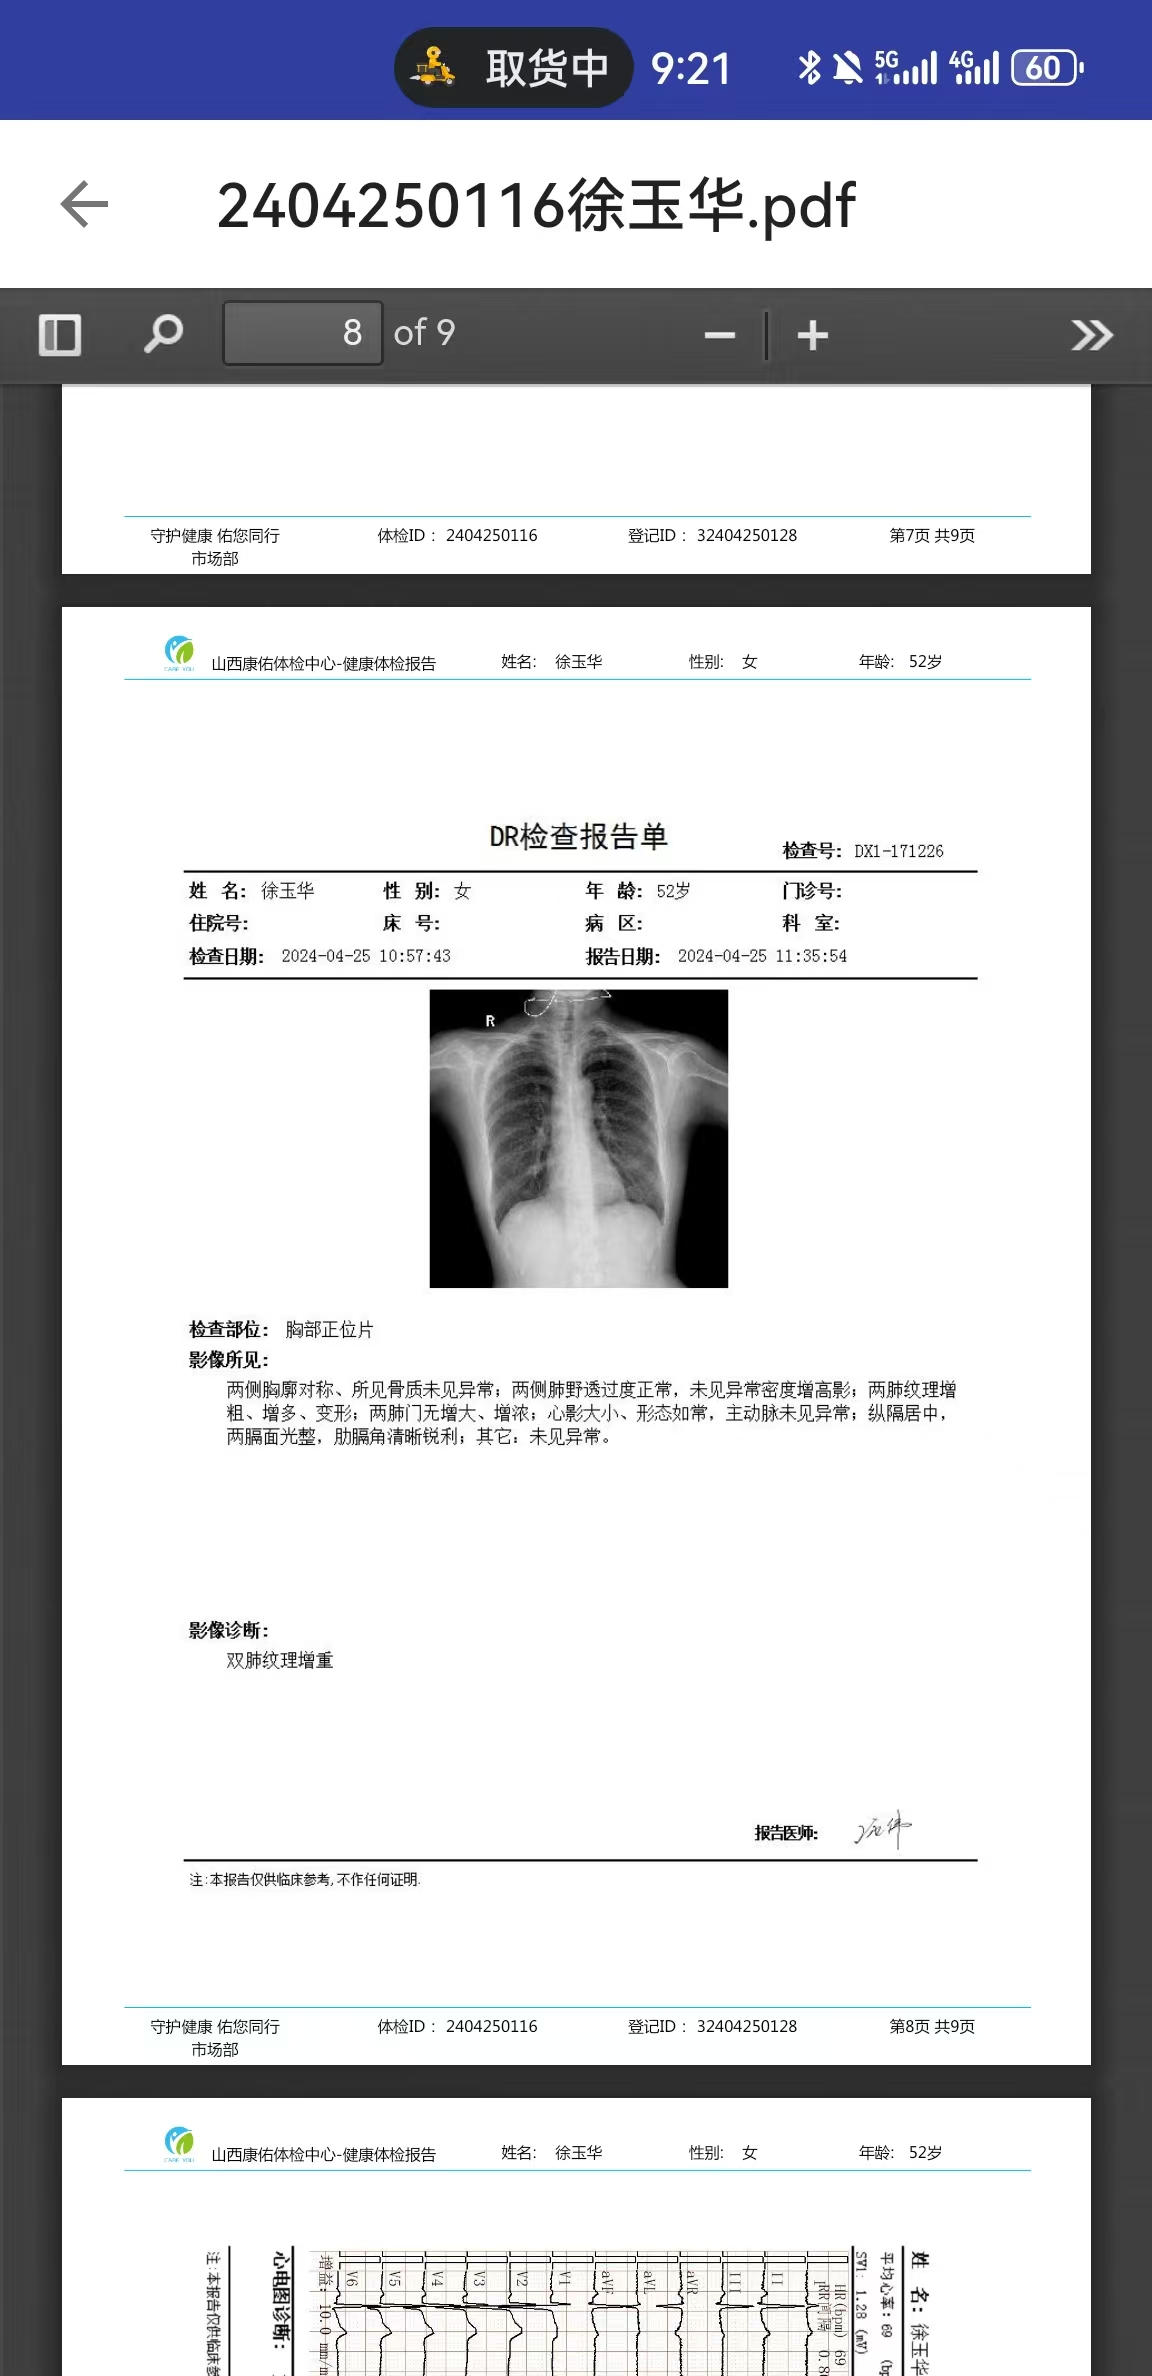 取货中 9:21 5G 4G 60
2404250116徐玉华.pdf
8 of 9
守护健康 佑您同行 体检ID： 2404250116 登记ID： 32404250128 第7页 共9页
市场部
CARE YOU 山西康佑体检中心-健康体检报告 姓名: 徐玉华 性别: 女 年龄: 52岁
DR检查报告单
检查号: DX1-171226
姓 名: 徐玉华 性 别: 女 年 龄: 52岁 门诊号:
住院号: 床 号: 病 区: 科 室:
检查日期: 2024-04-25 10:57:43 报告日期: 2024-04-25 11:35:54
R
检查部位: 胸部正位片
影像所见:
两侧胸廓对称、所见骨质未见异常；两侧肺野透过度正常，未见异常密度增高影；两肺纹理增
粗、增多、变形；两肺门无增大、增浓；心影大小、形态如常，主动脉未见异常；纵隔居中，
两膈面光整，肋膈角清晰锐利；其它：未见异常。
影像诊断:
双肺纹理增重
报告医师:
注:本报告仅供临床参考,不作任何证明.
守护健康 佑您同行 体检ID： 2404250116 登记ID： 32404250128 第8页 共9页
市场部
CARE YOU 山西康佑体检中心-健康体检报告 姓名: 徐玉华 性别: 女 年龄: 52岁
姓 名: 徐玉华
平均心率: 69
SV1: 1.28 (mV)
HR(bpm) 69
RR间隔 0.8
II
III
aVR
aVL
aVF
V1
V2
V3
V4
V5
V6
增益: 10.0 mm/m
心电图诊断:
注:本报告仅供临床参